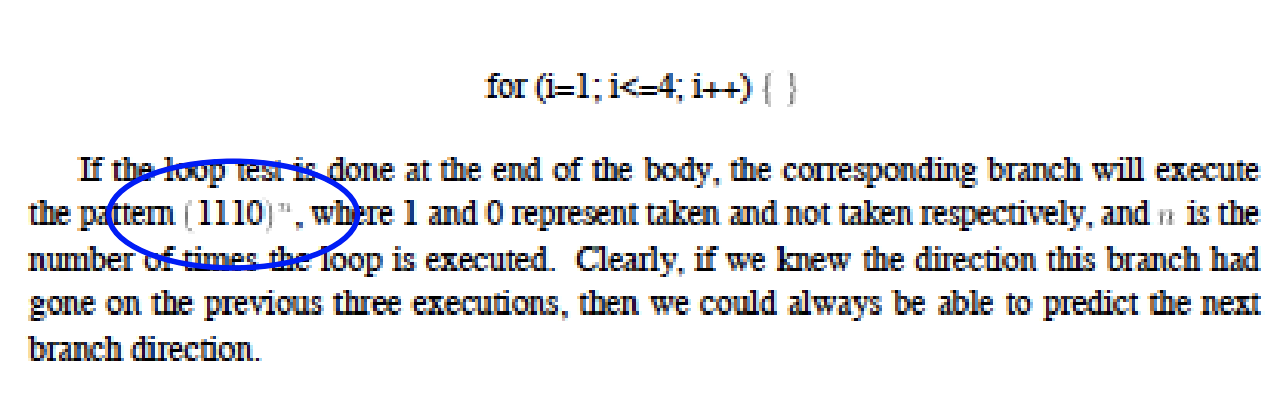 for (i=1; i<=4; i++) { }
If the loop test is done at the end of the body, the corresponding branch will execute
the pattern (1110)ⁿ, where 1 and 0 represent taken and not taken respectively, and n is the
number of times the loop is executed. Clearly, if we knew the direction this branch had
gone on the previous three executions, then we could always be able to predict the next
branch direction.